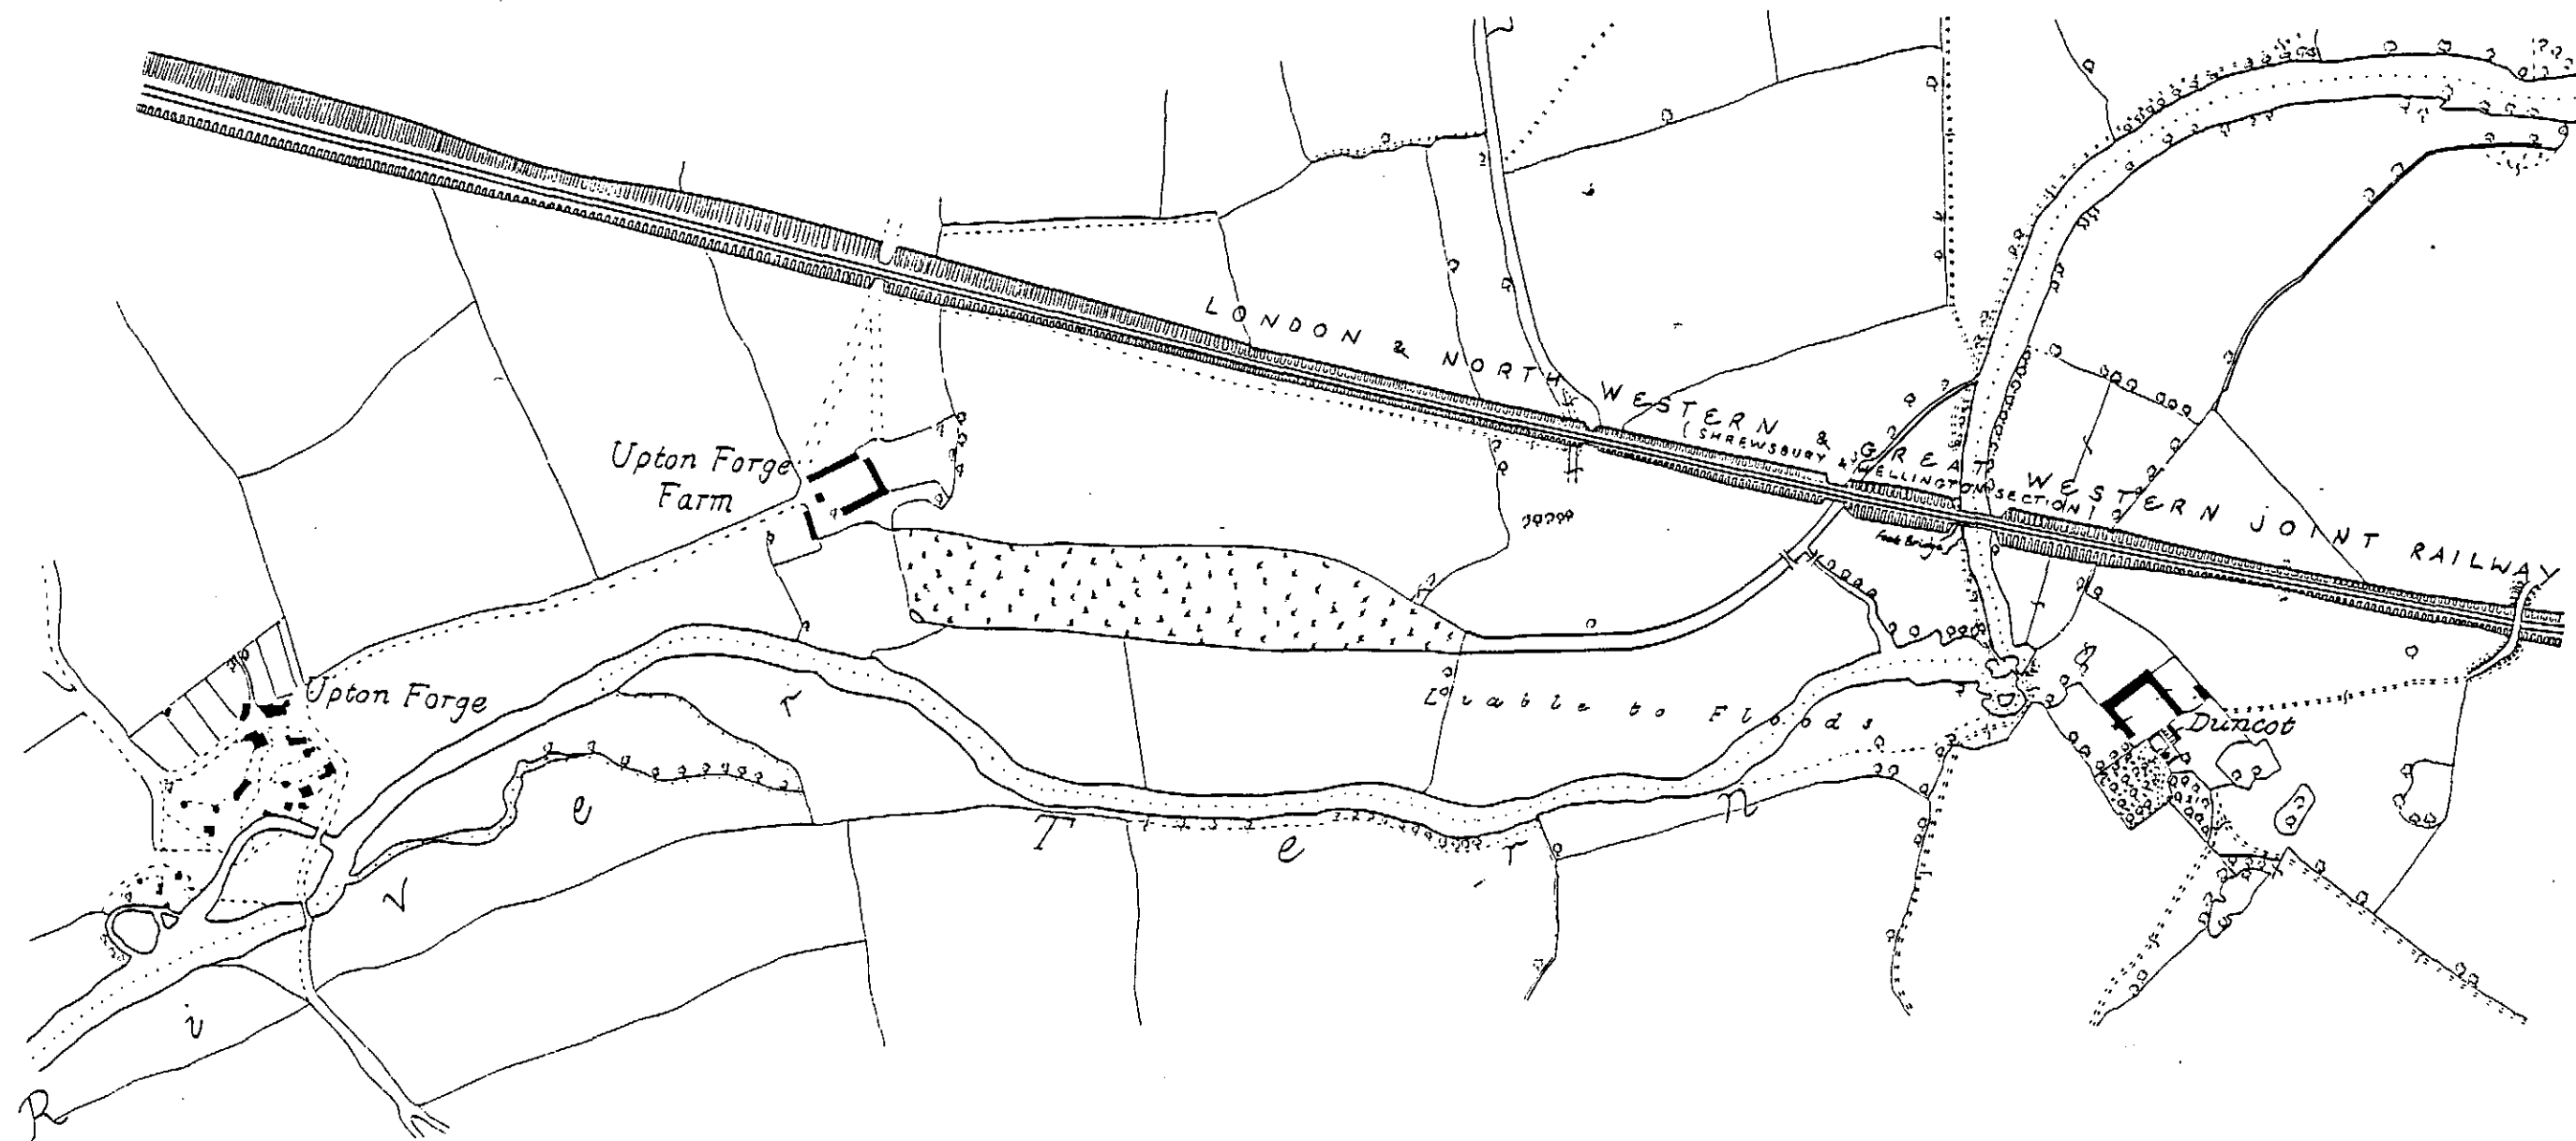 LONDON & NORTH WESTERN & GREAT WESTERN JOINT RAILWAY
(SHREWSBURY & WELLINGTON SECTION)
Upton Forge
Farm
Foot Bridge
Upton Forge
Liable to Floods
Duncot
River Tern